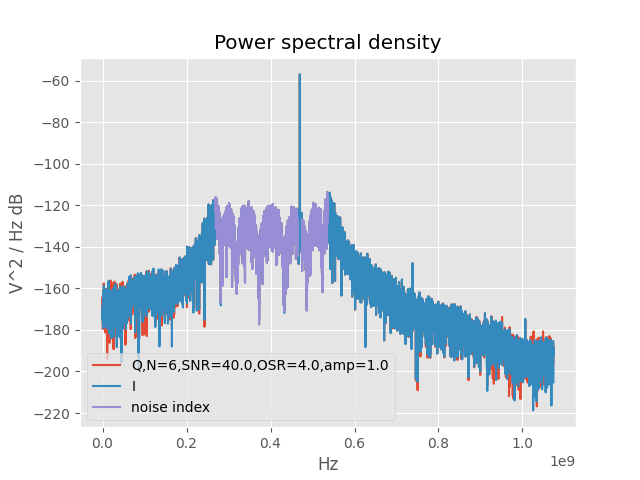 Power spectral density
V^2 / Hz dB
−60
−80
−100
−120
−140
−160
−180
−200
−220
Q,N=6,SNR=40.0,OSR=4.0,amp=1.0
I
noise index
0.0 0.2 0.4 0.6 0.8 1.0
Hz
1e9